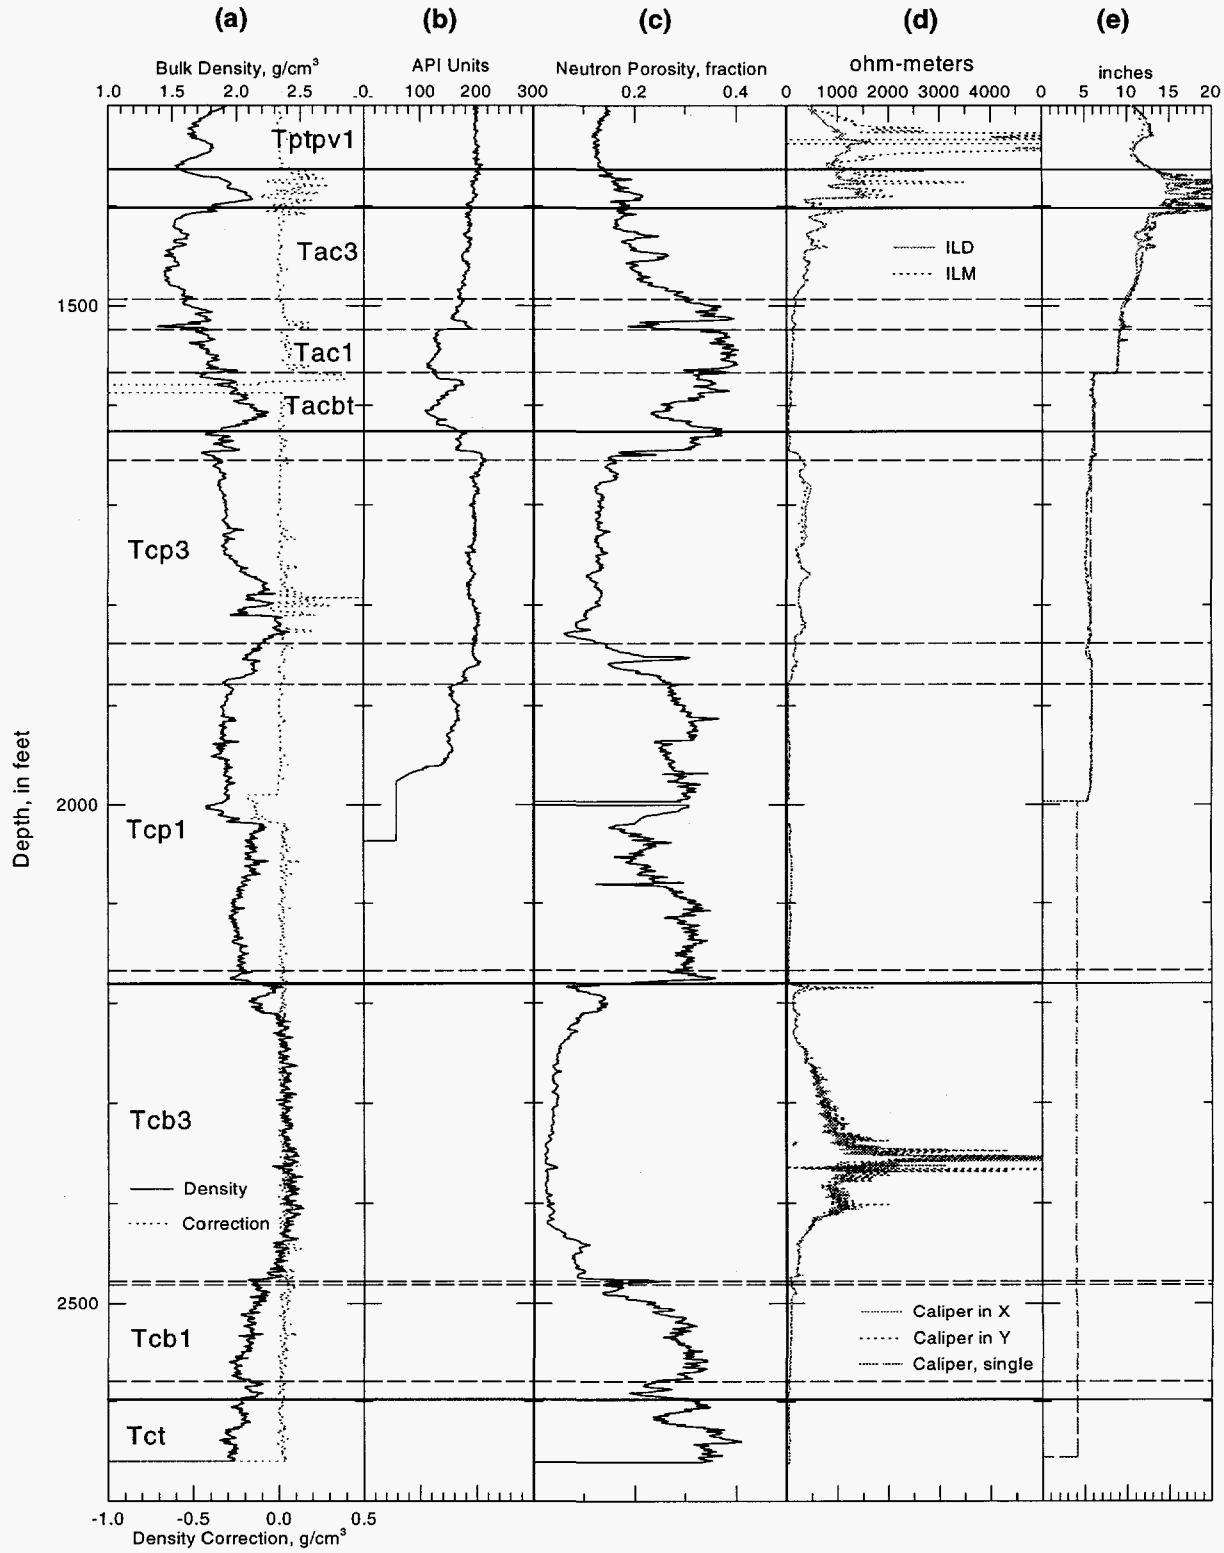 (a) (b) (c) (d) (e)
Bulk Density, g/cm³ API Units Neutron Porosity, fraction ohm-meters inches
1.0 1.5 2.0 2.5 .0. 100 200 300 0.2 0.4 0 1000 2000 3000 4000 0 5 10 15 20
Tptpv1
Tac3
ILD
ILM
1500
Tac1
Tacbt
Tcp3
Depth, in feet
2000
Tcp1
Tcb3
Density
Correction
2500
Caliper in X
Tcb1
Caliper in Y
Caliper, single
Tct
-1.0 -0.5 0.0 0.5
Density Correction, g/cm³